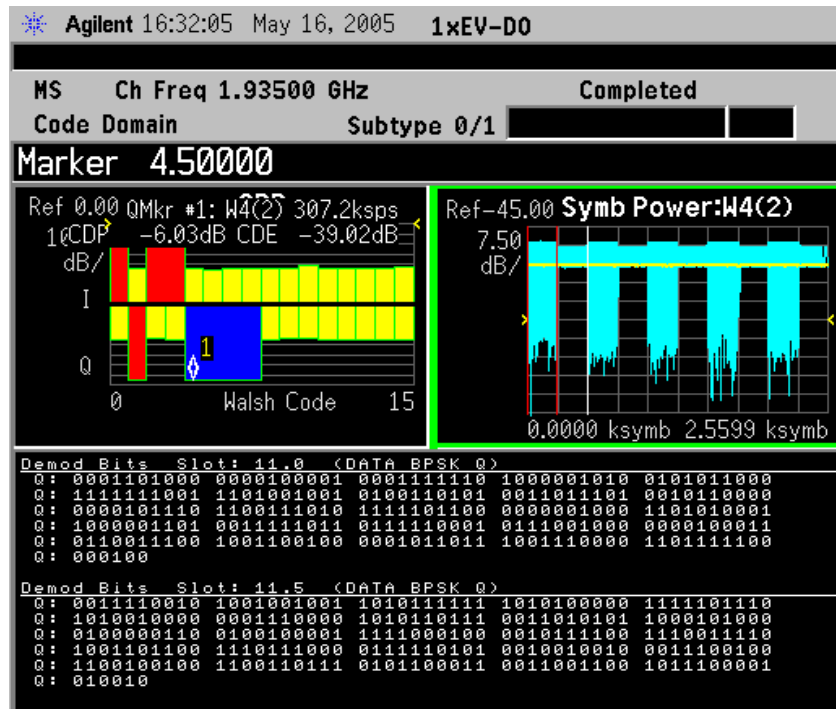 Agilent 16:32:05 May 16, 2005 1xEV-DO
MS Ch Freq 1.93500 GHz Completed
Code Domain Subtype 0/1
Marker 4.50000
Ref 0.00 QMkr #1: W4(2) 307.2ksps
CDP -6.03dB CDE -39.02dB
dB/
I
1
Q
0 Walsh Code 15
Ref-45.00 Symb Power:W4(2)
7.50
dB/
0.0000 ksymb 2.5599 ksymb
Demod Bits Slot: 11.0 (DATA BPSK Q)
Q: 0001101000 0000100001 0001111110 1000001010 0101011000
Q: 1111111001 1101001001 0100110101 0011011101 0010110000
Q: 0000101110 1100111010 1111101100 0000001000 1101010001
Q: 1000001101 0011111011 0111110001 0111001000 0000100011
Q: 0110011100 1001100100 0001011011 1001110000 1101111100
Q: 000100
Demod Bits Slot: 11.5 (DATA BPSK Q)
Q: 0011110010 1001001001 1010111111 1010100000 1111101110
Q: 1010010000 0001110000 1010110111 0101101011 1000101000
Q: 0100000110 0100100001 1111000100 0010111100 1110011110
Q: 1001101100 1110111000 1111010101 0010010010 0011100100
Q: 1100100100 1100110111 0101100011 0011001100 1011100001
Q: 010010